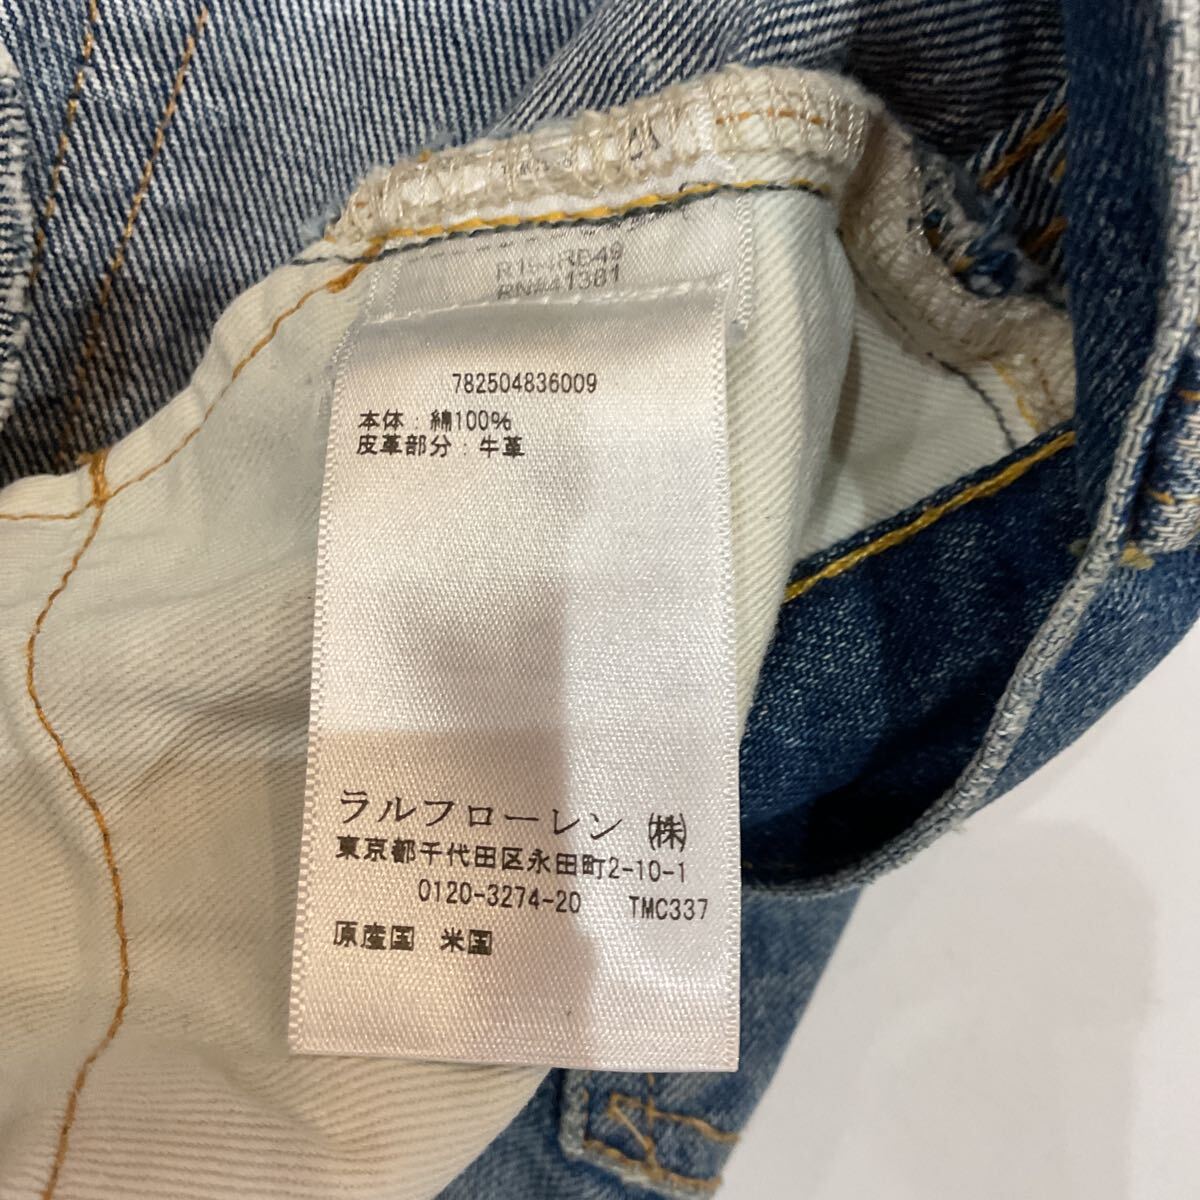 RN#41381
782504836009
本体：綿100%
皮革部分：牛革
ラルフローレン ㈱
東京都千代田区永田町2-10-1
0120-3274-20 TMC337
原産国 米国